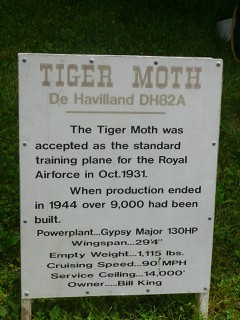 TIGER MOTH
De Havilland DH82A
The Tiger Moth was
accepted as the standard
training plane for the Royal
Airforce in Oct.1931.
When production ended
in 1944 over 9,000 had been
built.
Powerplant...Gypsy Major 130HP
Wingspan...29'4"
Empty Weight...1,115 lbs.
Cruising Speed...90 MPH
Service Ceiling...14,000'
Owner.....Bill King